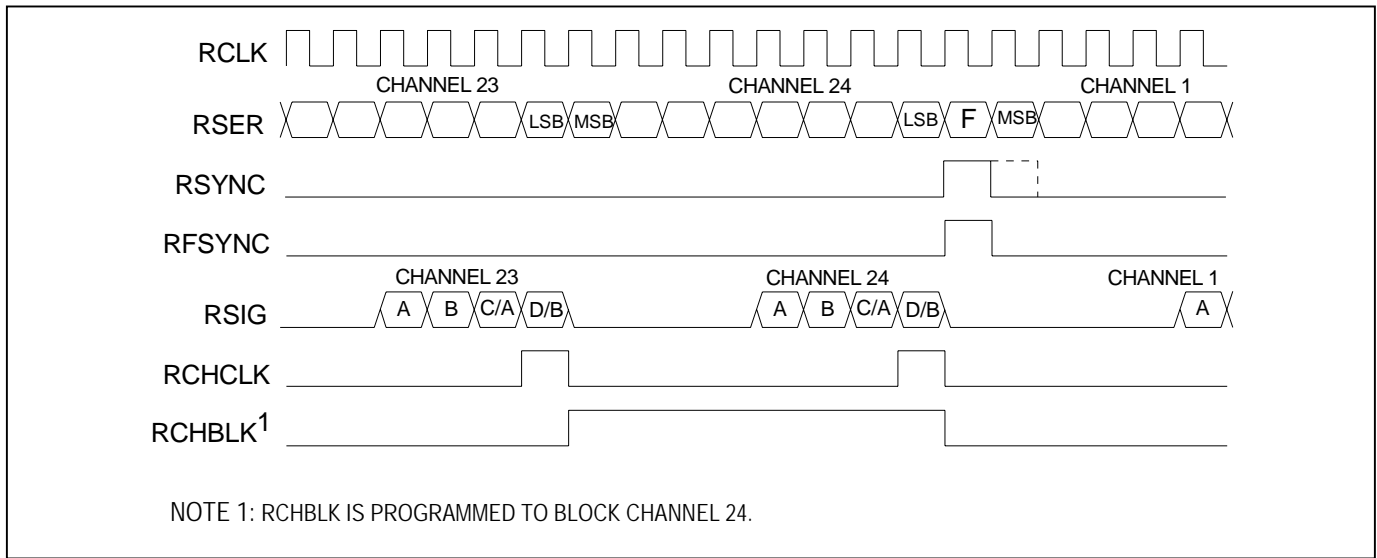 RCLK
CHANNEL 23 CHANNEL 24 CHANNEL 1
RSER LSB MSB LSB F MSB
RSYNC
RFSYNC
CHANNEL 23 CHANNEL 24 CHANNEL 1
RSIG A B C/A D/B A B C/A D/B A
RCHCLK
RCHBLK1
NOTE 1: RCHBLK IS PROGRAMMED TO BLOCK CHANNEL 24.